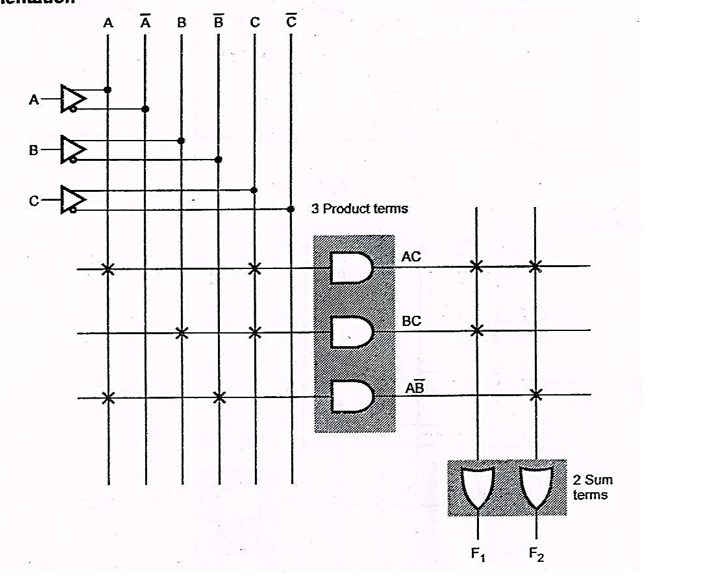 A A̅ B B̅ C C̅
A
B
C
3 Product terms
AC
BC
AB̅
2 Sum
terms
F₁ F₂